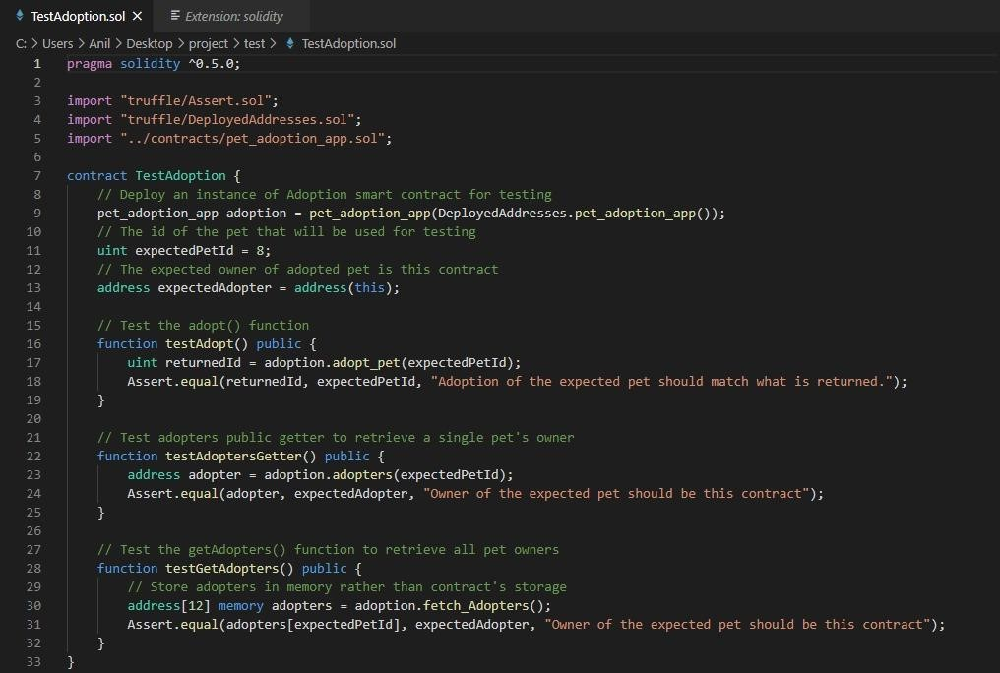 TestAdoption.sol ✕ Extension: solidity
C: > Users > Anil > Desktop > project > test > TestAdoption.sol
1 pragma solidity ^0.5.0;
2
3 import "truffle/Assert.sol";
4 import "truffle/DeployedAddresses.sol";
5 import "../contracts/pet_adoption_app.sol";
6
7 contract TestAdoption {
8     // Deploy an instance of Adoption smart contract for testing
9     pet_adoption_app adoption = pet_adoption_app(DeployedAddresses.pet_adoption_app());
10     // The id of the pet that will be used for testing
11     uint expectedPetId = 8;
12     // The expected owner of adopted pet is this contract
13     address expectedAdopter = address(this);
14
15     // Test the adopt() function
16     function testAdopt() public {
17         uint returnedId = adoption.adopt_pet(expectedPetId);
18         Assert.equal(returnedId, expectedPetId, "Adoption of the expected pet should match what is returned.");
19     }
20
21     // Test adopters public getter to retrieve a single pet's owner
22     function testAdoptersGetter() public {
23         address adopter = adoption.adopters(expectedPetId);
24         Assert.equal(adopter, expectedAdopter, "Owner of the expected pet should be this contract");
25     }
26
27     // Test the getAdopters() function to retrieve all pet owners
28     function testGetAdopters() public {
29         // Store adopters in memory rather than contract's storage
30         address[12] memory adopters = adoption.fetch_Adopters();
31         Assert.equal(adopters[expectedPetId], expectedAdopter, "Owner of the expected pet should be this contract");
32     }
33 }